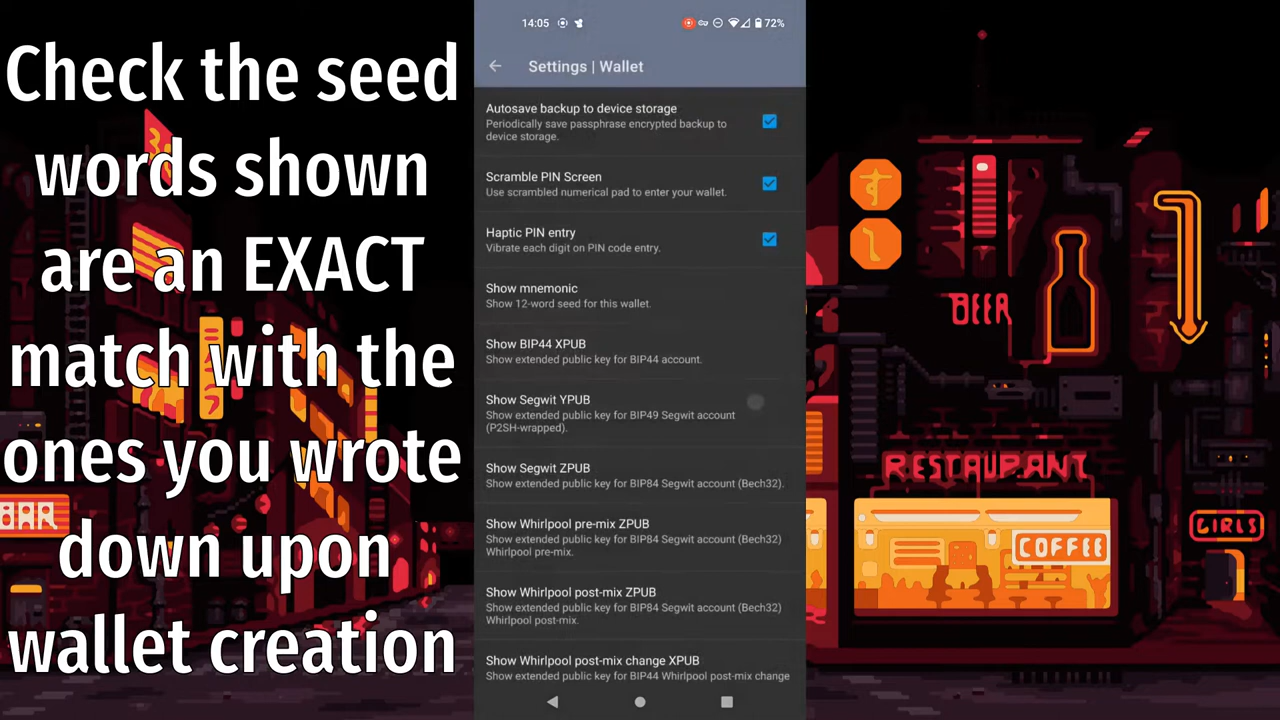 Check the seed
words shown
are an EXACT
match with the
ones you wrote
down upon
wallet creation
14:05
72%
Settings | Wallet
Autosave backup to device storage
Periodically save passphrase encrypted backup to
device storage.
Scramble PIN Screen
Use scrambled numerical pad to enter your wallet.
Haptic PIN entry
Vibrate each digit on PIN code entry.
Show mnemonic
Show 12-word seed for this wallet.
Show BIP44 XPUB
Show extended public key for BIP44 account.
Show Segwit YPUB
Show extended public key for BIP49 Segwit account
(P2SH-wrapped).
Show Segwit ZPUB
Show extended public key for BIP84 Segwit account (Bech32).
Show Whirlpool pre-mix ZPUB
Show extended public key for BIP84 Segwit account (Bech32)
Whirlpool pre-mix.
Show Whirlpool post-mix ZPUB
Show extended public key for BIP84 Segwit account (Bech32)
Whirlpool post-mix.
Show Whirlpool post-mix change XPUB
Show extended public key for BIP44 Whirlpool post-mix change
BAR
す
し
BEER
RESTAURANT
COFFEE
GIRLS